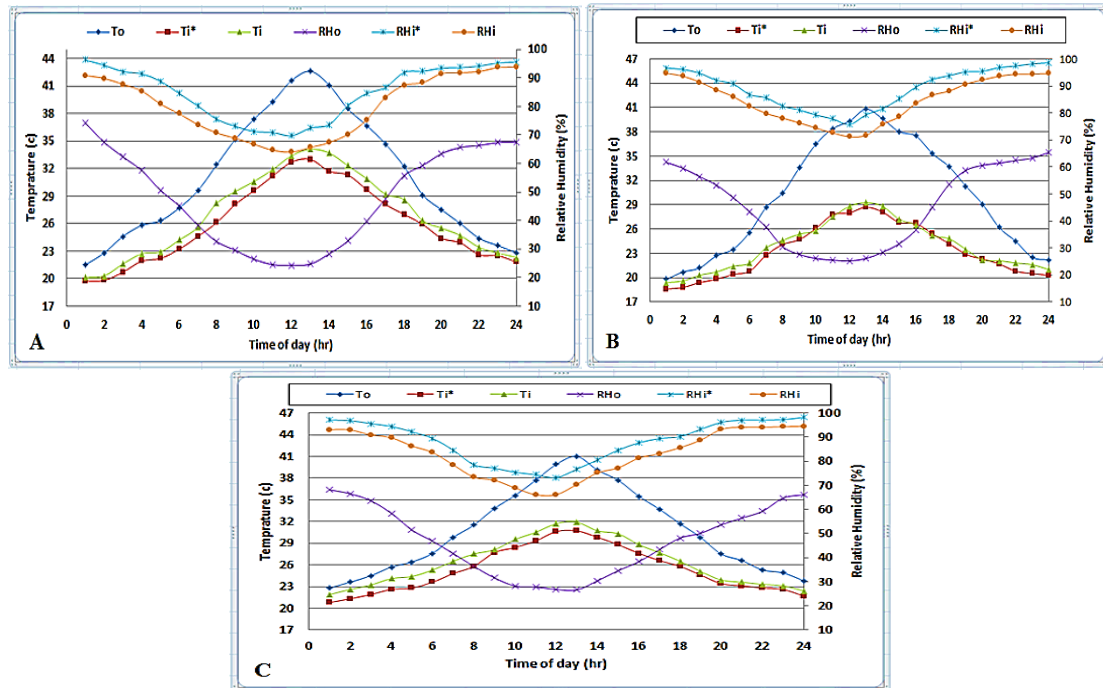 To Ti* Ti RHo RHi* RHi
44 41 38 35 32 29 26 23 20 17
Temprature (c)
100 90 80 70 60 50 40 30 20 10
Relative Humidity (%)
0 2 4 6 8 10 12 14 16 18 20 22 24
Time of day (hr)
A
To Ti* Ti RHo RHi* RHi
47 44 41 38 35 32 29 26 23 20 17
Temprature (c)
100 90 80 70 60 50 40 30 20 10
Relative Humidity (%)
0 2 4 6 8 10 12 14 16 18 20 22 24
Time of day (hr)
B
To Ti* Ti RHo RHi* RHi
47 44 41 38 35 32 29 26 23 20 17
Temprature (c)
100 90 80 70 60 50 40 30 20 10
Relative Humidity (%)
0 2 4 6 8 10 12 14 16 18 20 22 24
Time of day (hr)
C